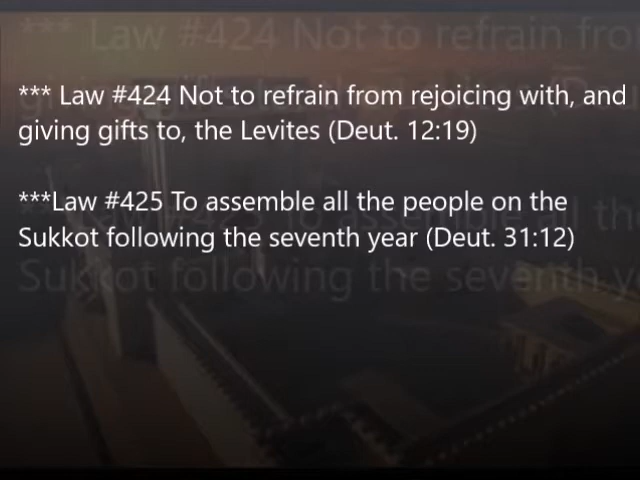 *** Law #424 Not to refrain from rejoicing with, and
giving gifts to, the Levites (Deut. 12:19)
***Law #425 To assemble all the people on the
Sukkot following the seventh year (Deut. 31:12)